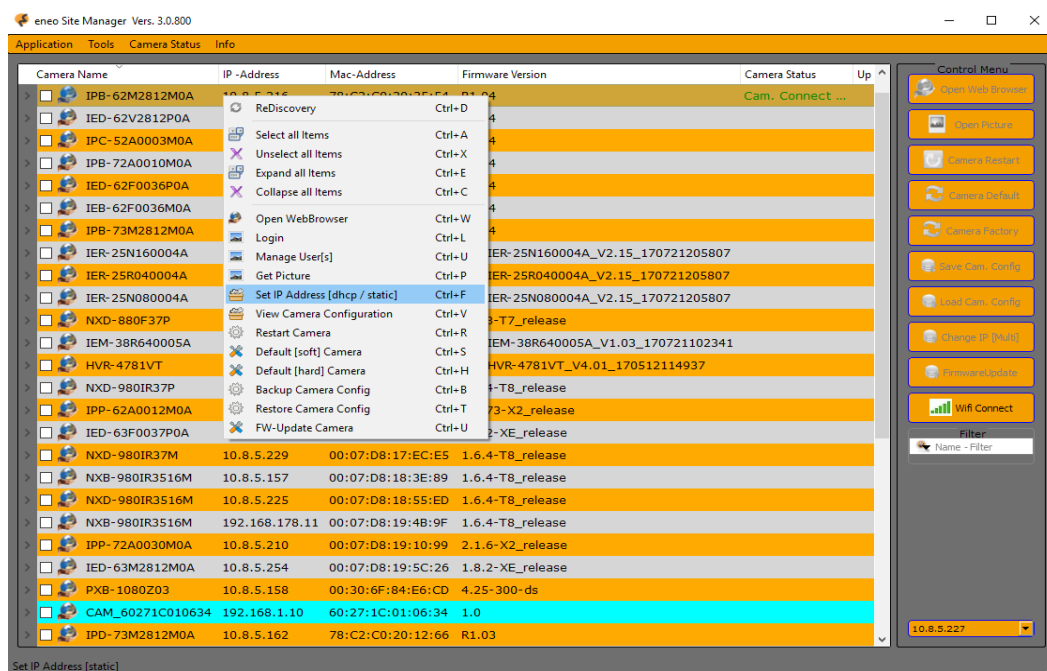 eneo Site Manager Vers. 3.0.800
Application Tools Camera Status Info
Camera Name IP -Address Mac-Address Firmware Version Camera Status Up
IPB-62M2812M0A R1.04 Cam. Connect ...
IED-62V2812P0A 4
IPC-52A0003M0A 4
IPB-72A0010M0A 4
IED-62F0036P0A 4
IEB-62F0036M0A 4
IPB-73M2812M0A 4
IER-25N160004A IER-25N160004A_V2.15_170721205807
IER-25R040004A IER-25R040004A_V2.15_170721205807
IER-25N080004A IER-25N080004A_V2.15_170721205807
NXD-880F37P 3-T7_release
IEM-38R640005A IEM-38R640005A_V1.03_170721102341
HVR-4781VT HVR-4781VT_V4.01_170512114937
NXD-980IR37P 4-T8_release
IPP-62A0012M0A 73-X2_release
IED-63F0037P0A 2-XE_release
NXD-980IR37M 10.8.5.229 00:07:D8:17:EC:E5 1.6.4-T8_release
NXB-980IR3516M 10.8.5.157 00:07:D8:18:3E:89 1.6.4-T8_release
NXD-980IR3516M 10.8.5.225 00:07:D8:18:55:ED 1.6.4-T8_release
NXB-980IR3516M 192.168.178.11 00:07:D8:19:4B:9F 1.6.4-T8_release
IPP-72A0030M0A 10.8.5.210 00:07:D8:19:10:99 2.1.6-X2_release
IED-63M2812M0A 10.8.5.254 00:07:D8:19:5C:26 1.8.2-XE_release
PXB-1080Z03 10.8.5.158 00:30:6F:84:E6:CD 4.25-300-ds
CAM_60271C010634 192.168.1.10 60:27:1C:01:06:34 1.0
IPD-73M2812M0A 10.8.5.162 78:C2:C0:20:12:66 R1.03
ReDiscovery Ctrl+D
Select all Items Ctrl+A
Unselect all Items Ctrl+X
Expand all Items Ctrl+E
Collapse all Items Ctrl+C
Open WebBrowser Ctrl+W
Login Ctrl+L
Manage User[s] Ctrl+U
Get Picture Ctrl+P
Set IP Address [dhcp / static] Ctrl+F
View Camera Configuration Ctrl+V
Restart Camera Ctrl+R
Default [soft] Camera Ctrl+S
Default [hard] Camera Ctrl+H
Backup Camera Config Ctrl+B
Restore Camera Config Ctrl+T
FW-Update Camera Ctrl+U
Control Menu
Open Web Browser
Open Picture
Camera Restart
Camera Default
Camera Factory
Save Cam. Config
Load Cam. Config
Change IP [Multi]
FirmwareUpdate
Wifi Connect
Filter
Name - Filter
10.8.5.227
Set IP Address [static]